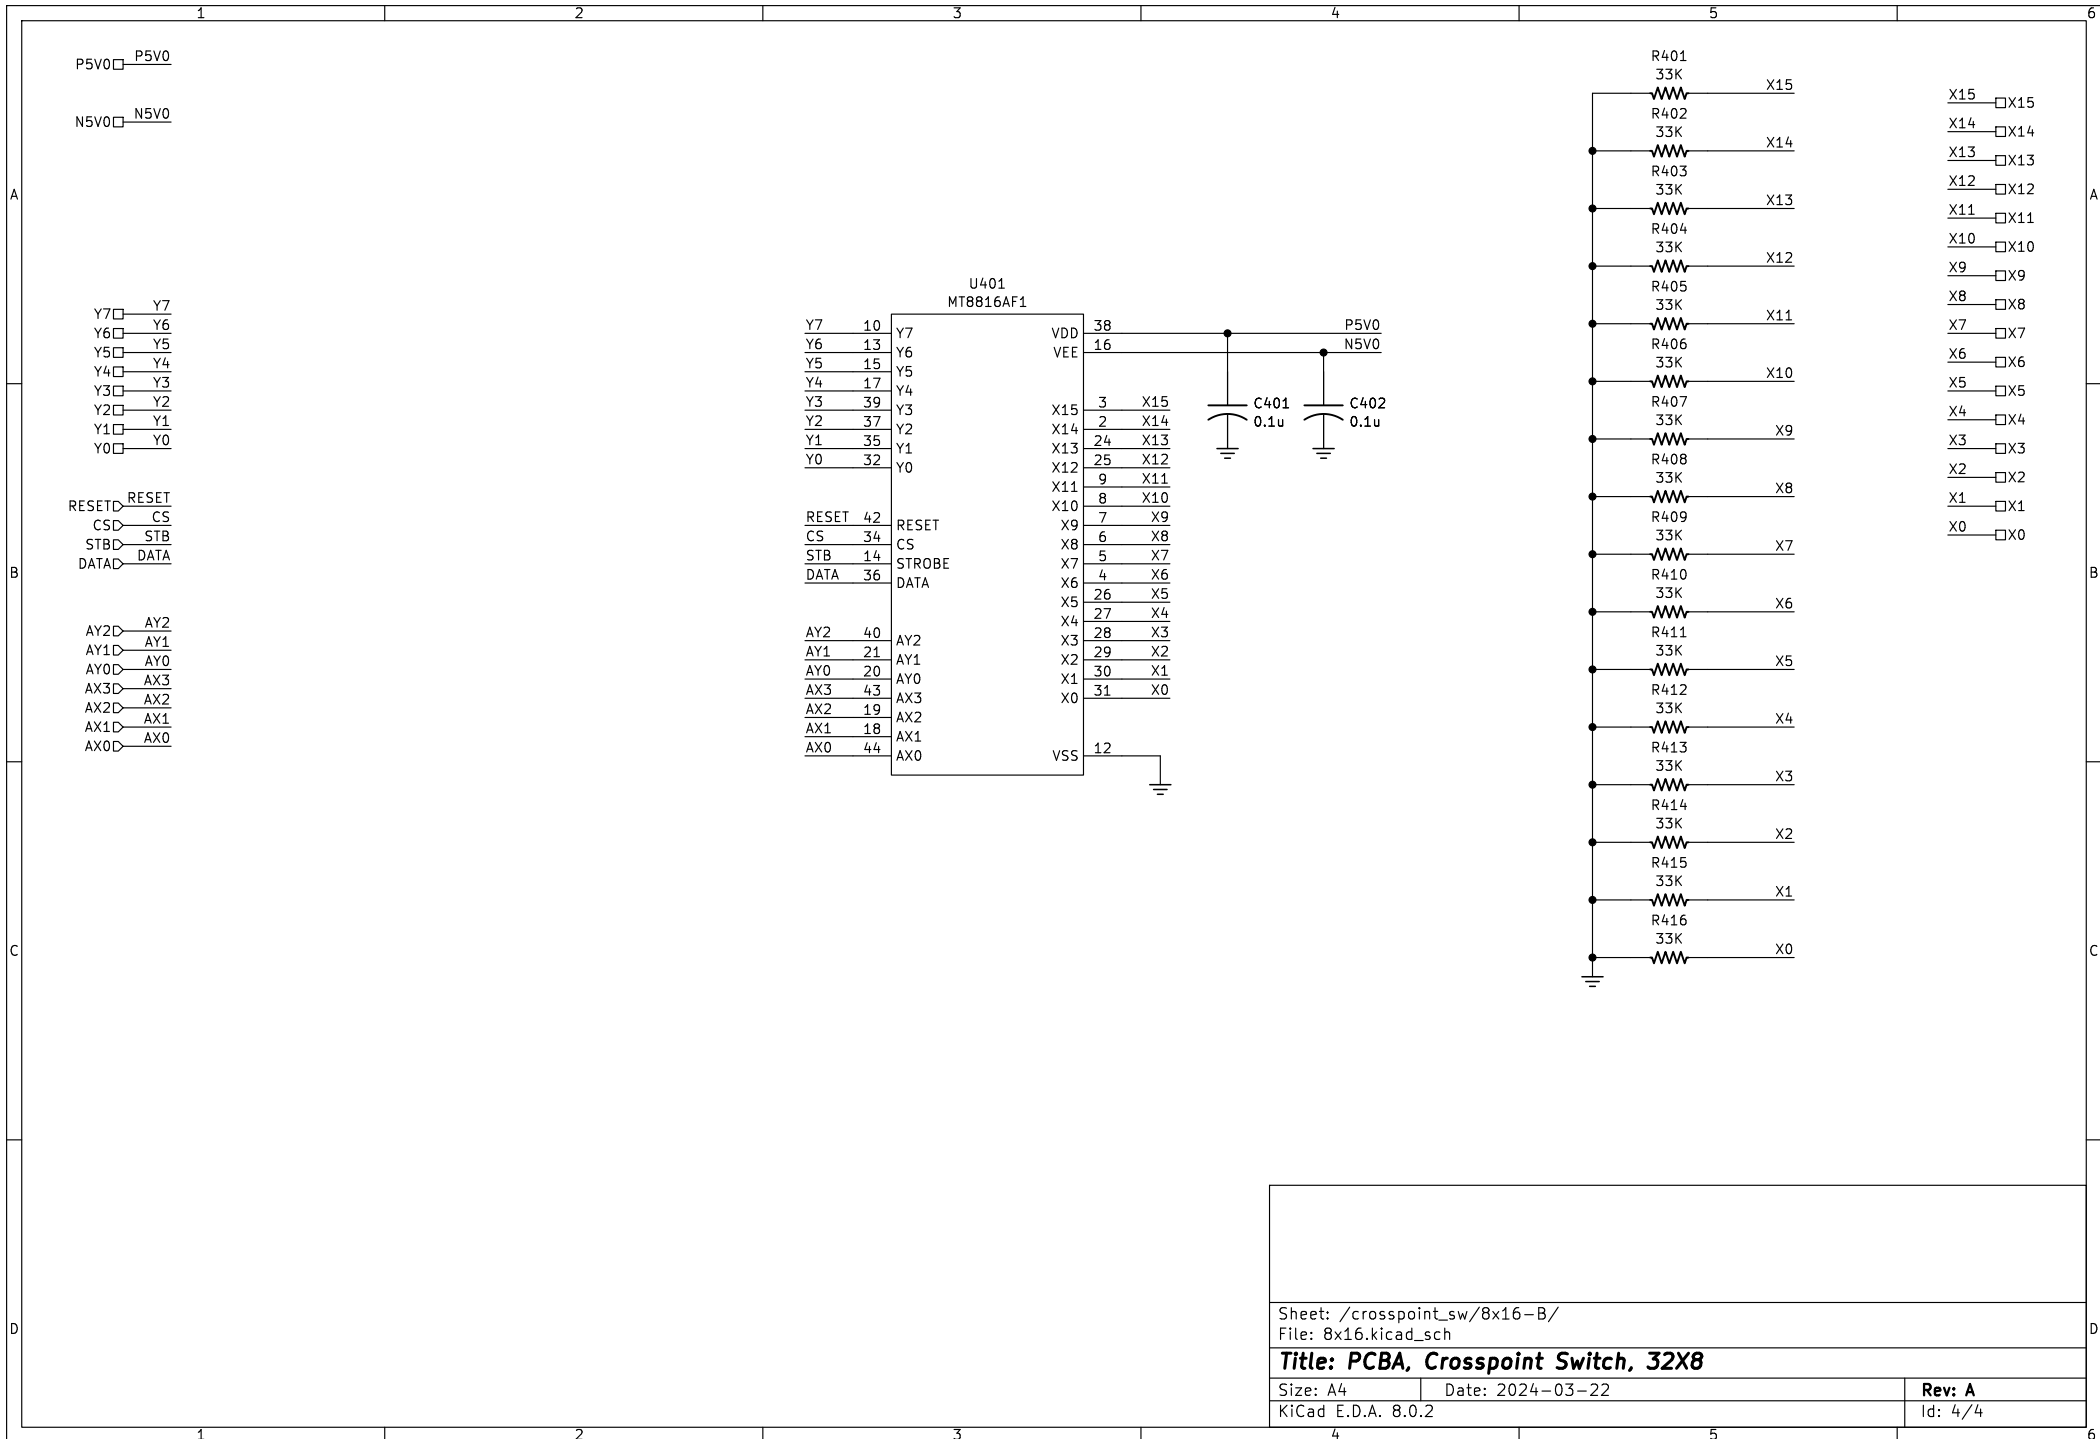 1 2 3 4 5 6
P5V0 P5V0
N5V0 N5V0
A A
Y7 Y7
Y6 Y6
Y5 Y5
Y4 Y4
Y3 Y3
Y2 Y2
Y1 Y1
Y0 Y0
RESET RESET
CS CS
STB STB
DATA DATA
AY2 AY2
AY1 AY1
AY0 AY0
AX3 AX3
AX2 AX2
AX1 AX1
AX0 AX0
U401
MT8816AF1
Y7 10 Y7
Y6 13 Y6
Y5 15 Y5
Y4 17 Y4
Y3 39 Y3
Y2 37 Y2
Y1 35 Y1
Y0 32 Y0
RESET 42 RESET
CS 34 CS
STB 14 STROBE
DATA 36 DATA
AY2 40 AY2
AY1 21 AY1
AY0 20 AY0
AX3 43 AX3
AX2 19 AX2
AX1 18 AX1
AX0 44 AX0
VDD 38 P5V0
VEE 16 N5V0
X15 3 X15
X14 2 X14
X13 24 X13
X12 25 X12
X11 9 X11
X10 8 X10
X9 7 X9
X8 6 X8
X7 5 X7
X6 4 X6
X5 26 X5
X4 27 X4
X3 28 X3
X2 29 X2
X1 30 X1
X0 31 X0
VSS 12
C401
0.1u
C402
0.1u
R401
33K
X15
R402
33K
X14
R403
33K
X13
R404
33K
X12
R405
33K
X11
R406
33K
X10
R407
33K
X9
R408
33K
X8
R409
33K
X7
R410
33K
X6
R411
33K
X5
R412
33K
X4
R413
33K
X3
R414
33K
X2
R415
33K
X1
R416
33K
X0
X15 X15
X14 X14
X13 X13
X12 X12
X11 X11
X10 X10
X9 X9
X8 X8
X7 X7
X6 X6
X5 X5
X4 X4
X3 X3
X2 X2
X1 X1
X0 X0
B B
C C
D D
Sheet: /crosspoint_sw/8x16-B/
File: 8x16.kicad_sch
Title: PCBA, Crosspoint Switch, 32X8
Size: A4 Date: 2024-03-22 Rev: A
KiCad E.D.A. 8.0.2 Id: 4/4
1 2 3 4 5 6